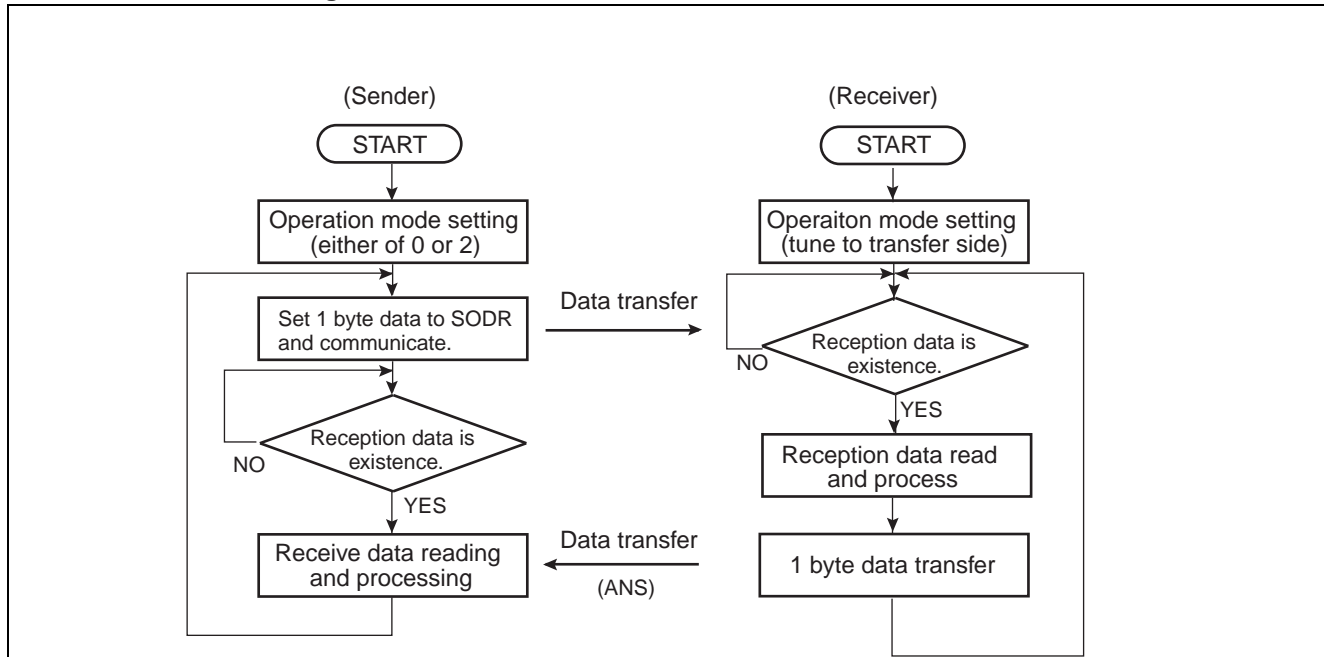 (Sender)
START
Operation mode setting
(either of 0 or 2)
Set 1 byte data to SODR
and communicate.
Reception data is
existence.
NO
YES
Receive data reading
and processing
Data transfer
Data transfer
(ANS)
(Receiver)
START
Operaiton mode setting
(tune to transfer side)
Reception data is
existence.
NO
YES
Reception data read
and process
1 byte data transfer